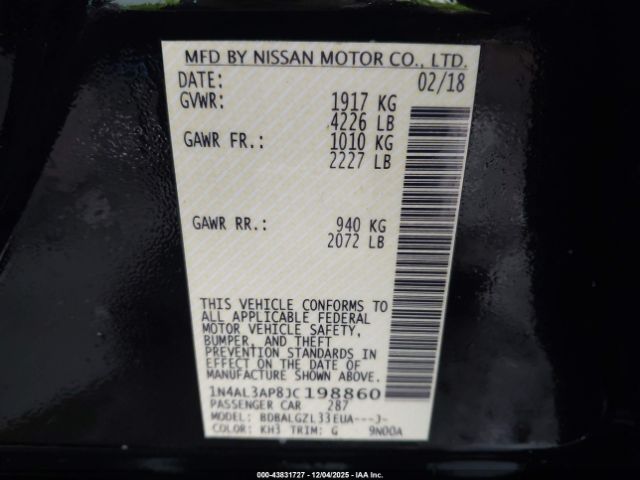 MFD BY NISSAN MOTOR CO., LTD.
DATE: 02/18
GVWR: 1917 KG
4226 LB
GAWR FR.: 1010 KG
2227 LB
GAWR RR.: 940 KG
2072 LB
THIS VEHICLE CONFORMS TO
ALL APPLICABLE FEDERAL
MOTOR VEHICLE SAFETY,
BUMPER, AND THEFT
PREVENTION STANDARDS IN
EFFECT ON THE DATE OF
MANUFACTURE SHOWN ABOVE.
1N4AL3AP8JC198860
PASSENGER CAR 287
MODEL: BDBALGZL33EUA---J-
COLOR: KH3 TRIM: G 9N00A
000-43831727 - 12/04/2025 - IAAI.COM